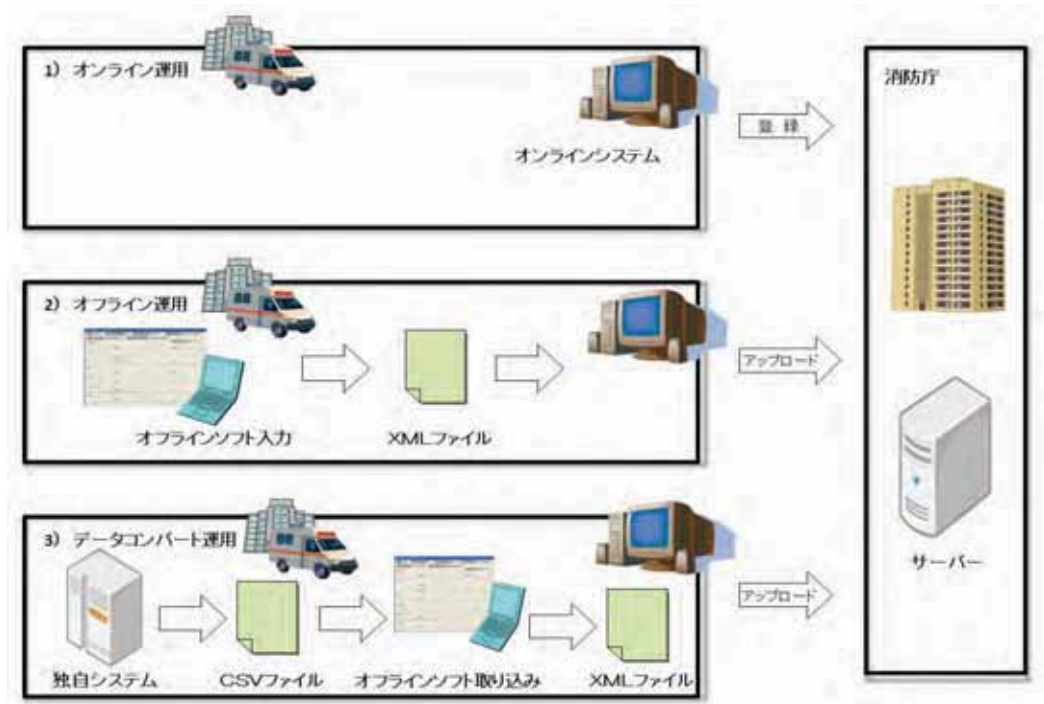 1) オンライン運用
オンラインシステム
登録
2) オフライン運用
オフラインソフト入力
XMLファイル
アップロード
3) データコンバート運用
独自システム
CSVファイル
オフラインソフト取り込み
XMLファイル
アップロード
消防庁
サーバー